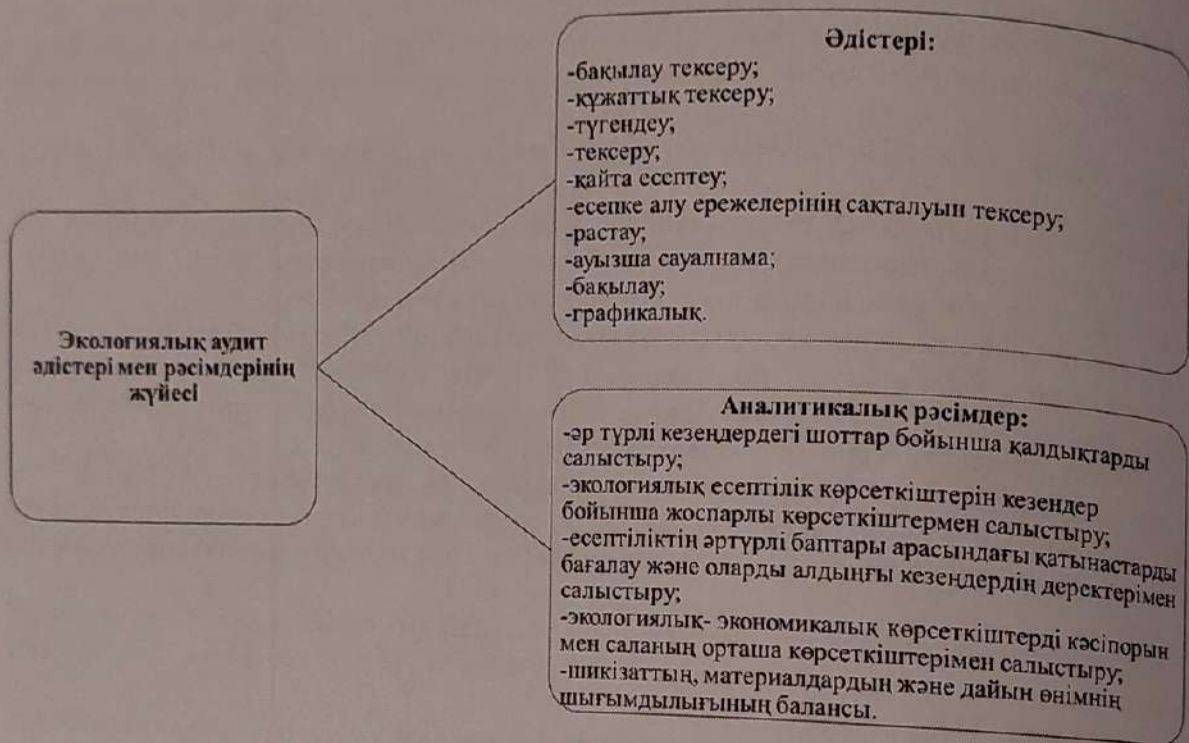 Экологиялық аудит
әдістері мен рәсімдерінің
жүйесі
Әдістері:
-бақылау тексеру;
-құжаттық тексеру;
-түгендеу;
-тексеру;
-қайта есептеу;
-есепке алу ережелерінің сақталуын тексеру;
-растау;
-ауызша сауалнама;
-бақылау;
-графикалық.
Аналитикалық рәсімдер:
-әр түрлі кезеңдердегі шоттар бойынша қалдықтарды
салыстыру;
-экологиялық есептілік көрсеткіштерін кезендер
бойынша жоспарлы көрсеткіштермен салыстыру;
-есептіліктің әртүрлі баптары арасындағы қатынастарды
бағалау және оларды алдыңғы кезеңдердің деректерімен
салыстыру;
-экологиялық- экономикалық көрсеткіштерді кәсіпорын
мен саланың орташа көрсеткіштерімен салыстыру;
-шикізаттың, материалдардың және дайын өнімнің
шығымдылығының балансы.